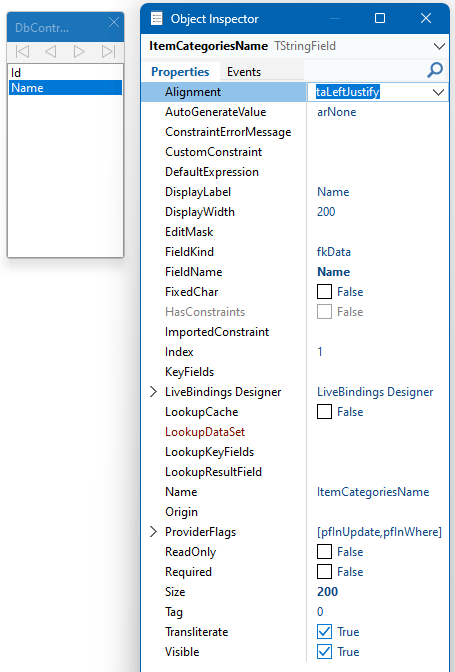 DbContr...
Id
Name
Object Inspector
ItemCategoriesName TStringField
Properties Events
Alignment taLeftJustify
AutoGenerateValue arNone
ConstraintErrorMessage
CustomConstraint
DefaultExpression
DisplayLabel Name
DisplayWidth 200
EditMask
FieldKind fkData
FieldName Name
FixedChar False
HasConstraints False
ImportedConstraint
Index 1
KeyFields
LiveBindings Designer LiveBindings Designer
LookupCache False
LookupDataSet
LookupKeyFields
LookupResultField
Name ItemCategoriesName
Origin
ProviderFlags [pfInUpdate,pfInWhere]
ReadOnly False
Required False
Size 200
Tag 0
Transliterate True
Visible True